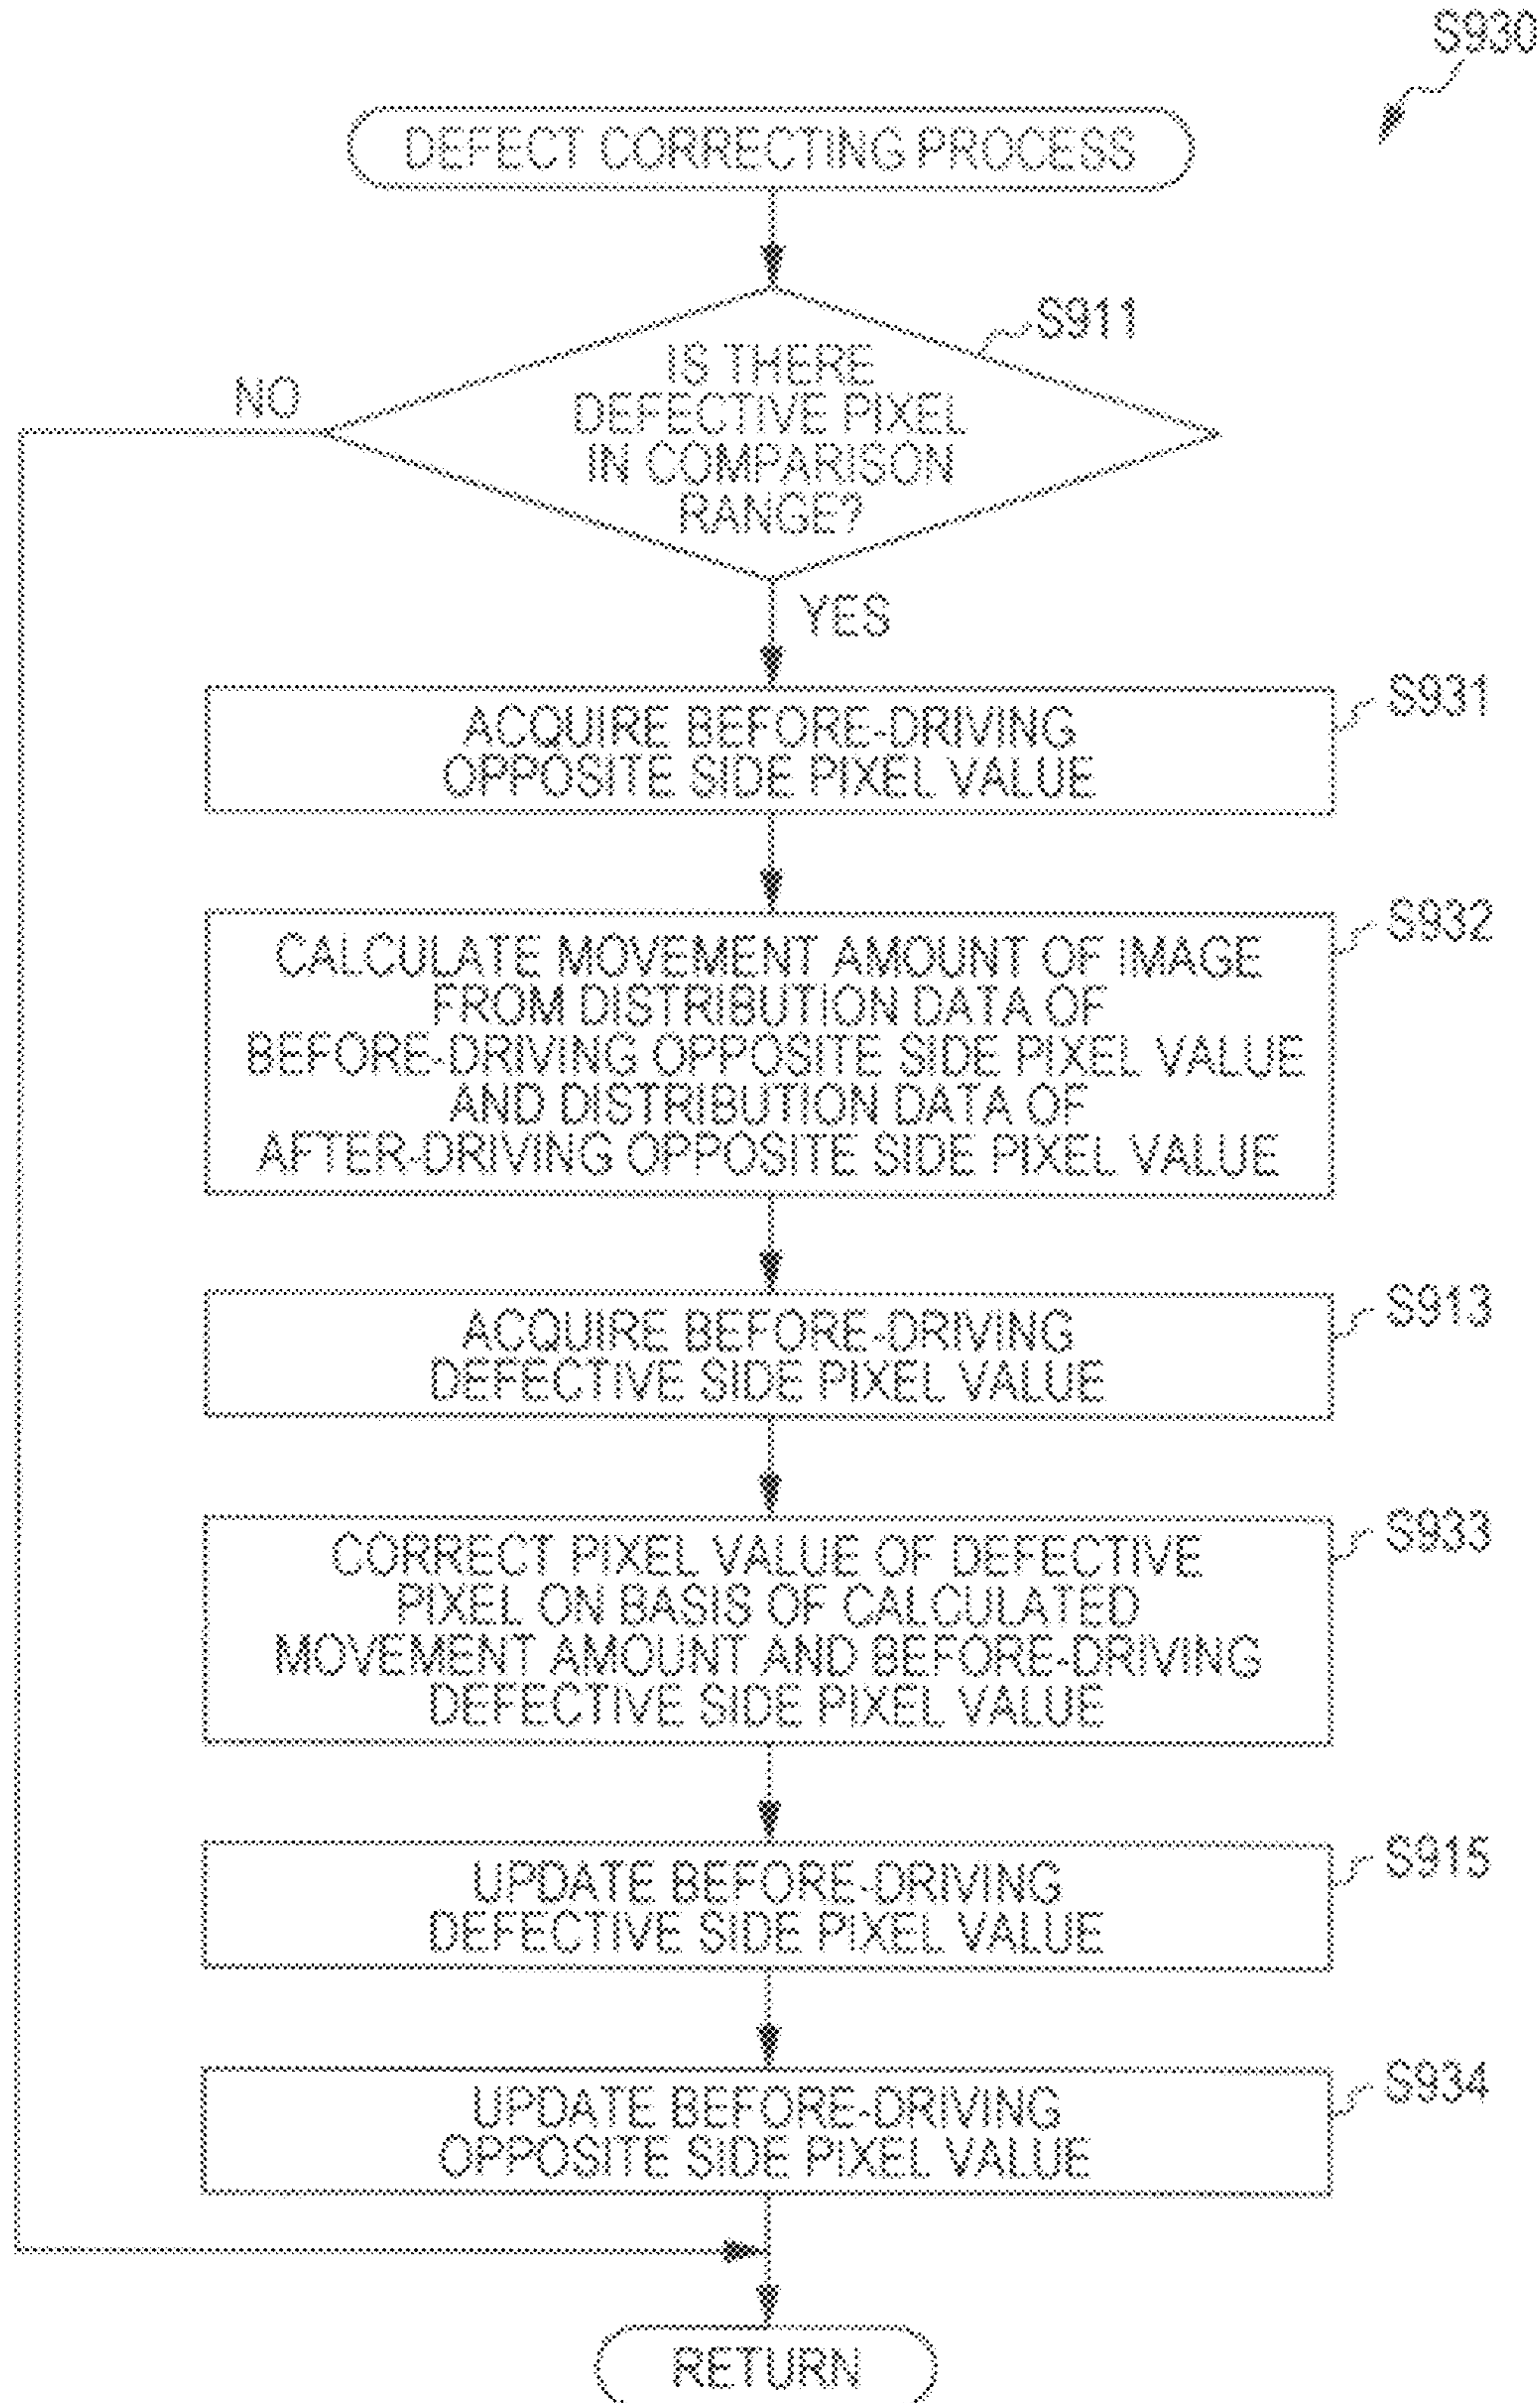 S930
DEFECT CORRECTING PROCESS
S911
IS THERE
DEFECTIVE PIXEL
IN COMPARISON
RANGE?
NO
YES
S931
ACQUIRE BEFORE-DRIVING
OPPOSITE SIDE PIXEL VALUE
S932
CALCULATE MOVEMENT AMOUNT OF IMAGE
FROM DISTRIBUTION DATA OF
BEFORE-DRIVING OPPOSITE SIDE PIXEL VALUE
AND DISTRIBUTION DATA OF
AFTER-DRIVING OPPOSITE SIDE PIXEL VALUE
S913
ACQUIRE BEFORE-DRIVING
DEFECTIVE SIDE PIXEL VALUE
S933
CORRECT PIXEL VALUE OF DEFECTIVE
PIXEL ON BASIS OF CALCULATED
MOVEMENT AMOUNT AND BEFORE-DRIVING
DEFECTIVE SIDE PIXEL VALUE
S915
UPDATE BEFORE-DRIVING
DEFECTIVE SIDE PIXEL VALUE
S934
UPDATE BEFORE-DRIVING
OPPOSITE SIDE PIXEL VALUE
RETURN